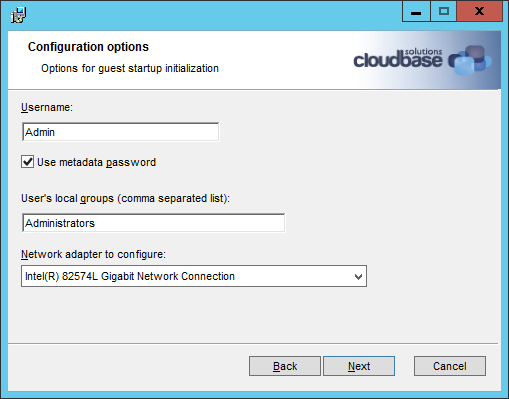 Configuration options
Options for guest startup initialization
solutions
cloudbase
Username:
Admin
Use metadata password
User's local groups (comma separated list):
Administrators
Network adapter to configure:
Intel(R) 82574L Gigabit Network Connection
Back
Next
Cancel